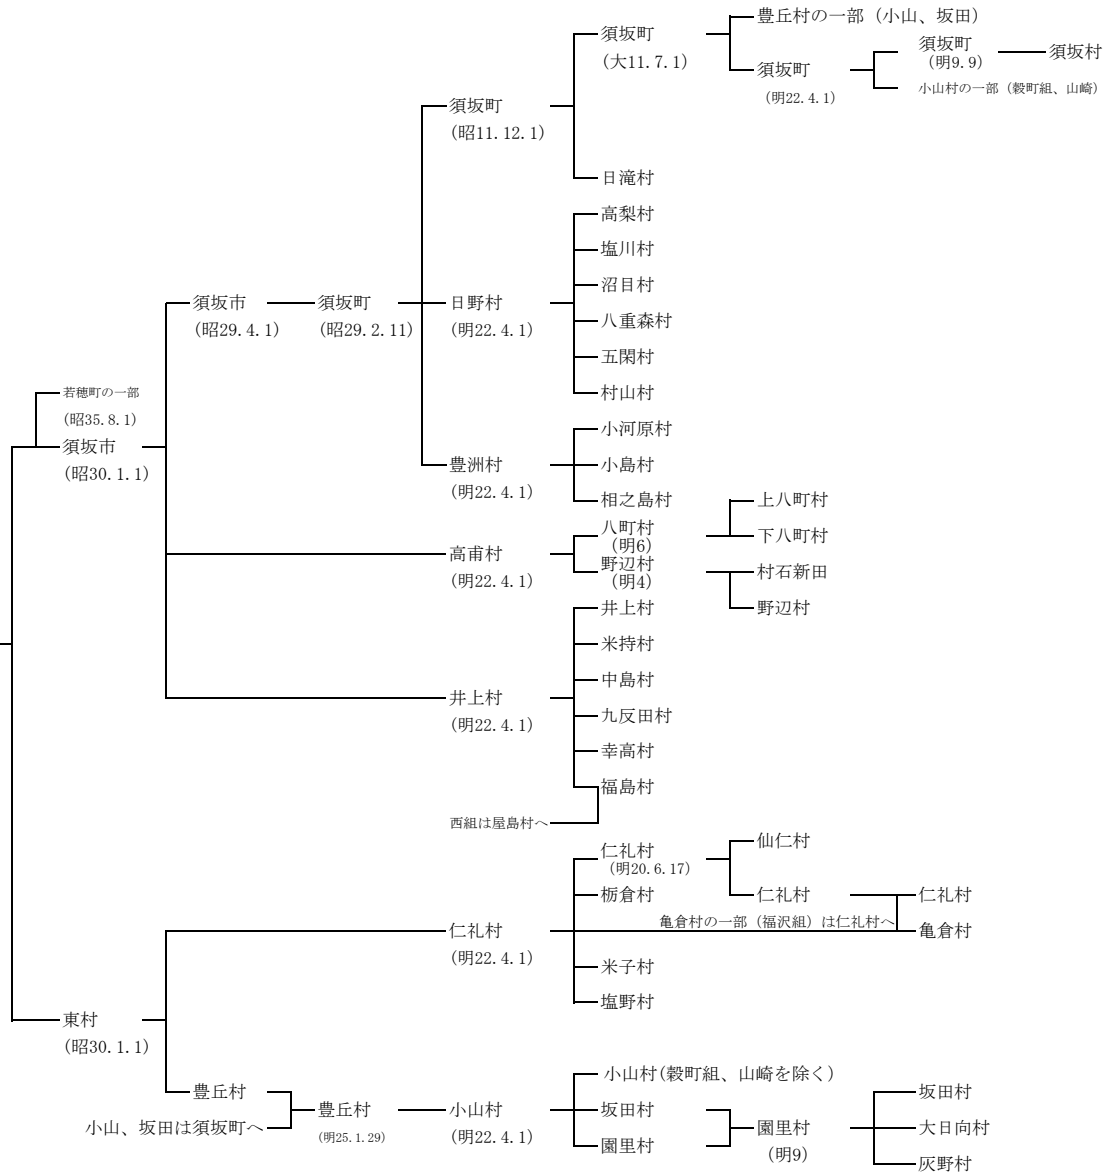 須坂町
(大11.7.1)
豊丘村の一部（小山、坂田）
須坂町
(明22.4.1)
須坂町
(明9.9)
須坂村
小山村の一部（穀町組、山崎）
須坂町
(昭11.12.1)
日滝村
須坂市
(昭29.4.1)
須坂町
(昭29.2.11)
日野村
(明22.4.1)
高梨村
塩川村
沼目村
八重森村
五閑村
村山村
若穂町の一部
(昭35.8.1)
須坂市
(昭30.1.1)
豊洲村
(明22.4.1)
小河原村
小島村
相之島村
高甫村
(明22.4.1)
八町村
(明6)
上八町村
下八町村
野辺村
(明4)
村石新田
野辺村
井上村
(明22.4.1)
井上村
米持村
中島村
九反田村
幸高村
福島村
西組は屋島村へ
仁礼村
(明22.4.1)
仁礼村
(明20.6.17)
仙仁村
仁礼村
仁礼村
栃倉村
亀倉村の一部（福沢組）は仁礼村へ
亀倉村
米子村
塩野村
東村
(昭30.1.1)
豊丘村
小山、坂田は須坂町へ
豊丘村
(明25.1.29)
小山村
(明22.4.1)
小山村(穀町組、山崎を除く)
坂田村
園里村
園里村
(明9)
坂田村
大日向村
灰野村